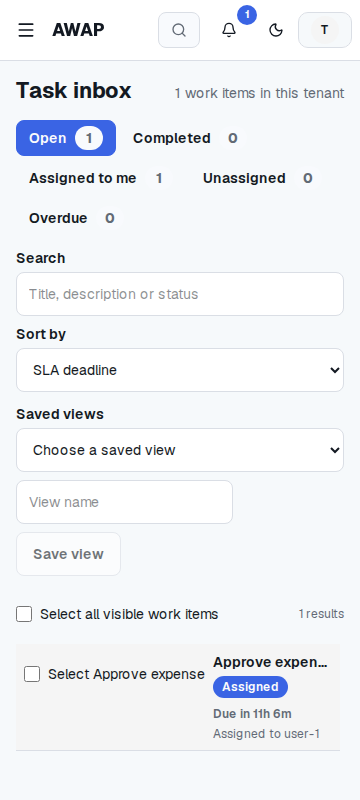 AWAP
1
T
Task inbox
1 work items in this tenant
Open 1
Completed 0
Assigned to me 1
Unassigned 0
Overdue 0
Search
Title, description or status
Sort by
SLA deadline
Saved views
Choose a saved view
View name
Save view
Select all visible work items
1 results
Select Approve expense
Approve expen...
Assigned
Due in 11h 6m
Assigned to user-1